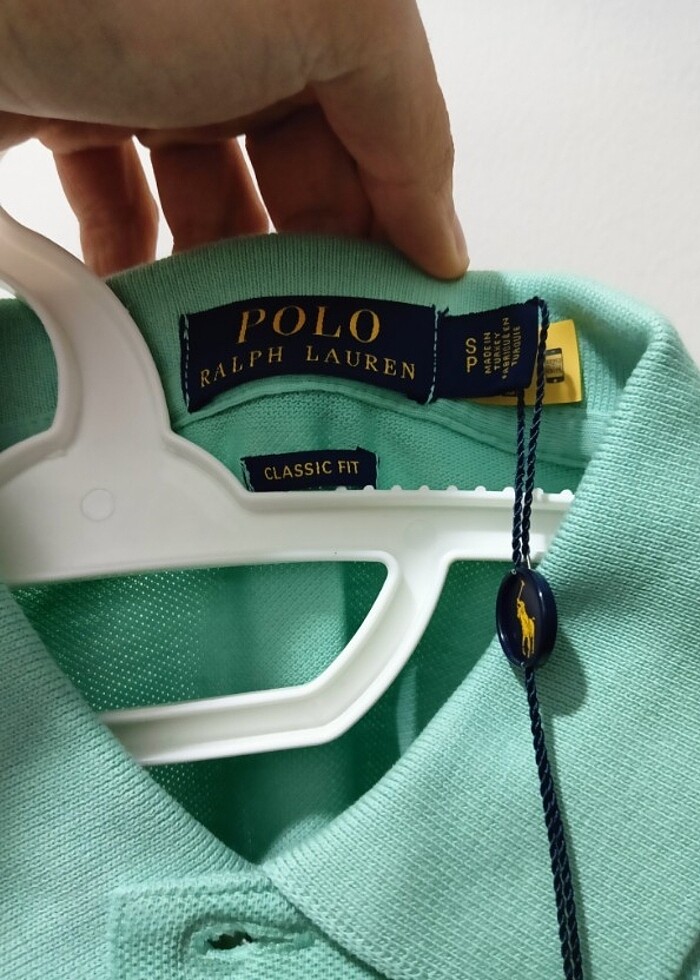 POLO
RALPH LAUREN
S
P
MADE IN
TURKEY
FABRIQUÉ EN
TURQUIE
CLASSIC FIT